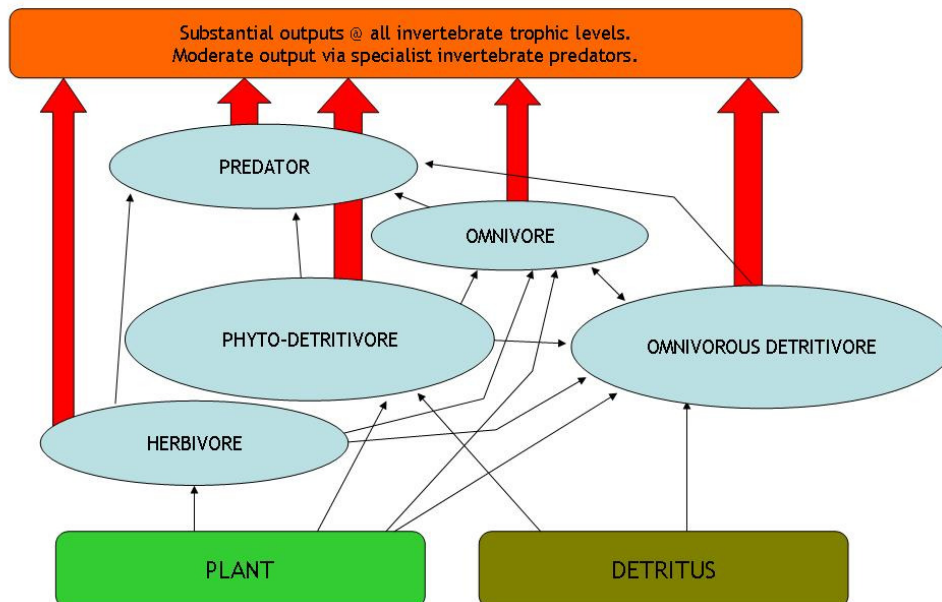 Substantial outputs @ all invertebrate trophic levels.
Moderate output via specialist invertebrate predators.
PREDATOR
OMNIVORE
PHYTO-DETRITIVORE
OMNIVOROUS DETRITIVORE
HERBIVORE
PLANT
DETRITUS